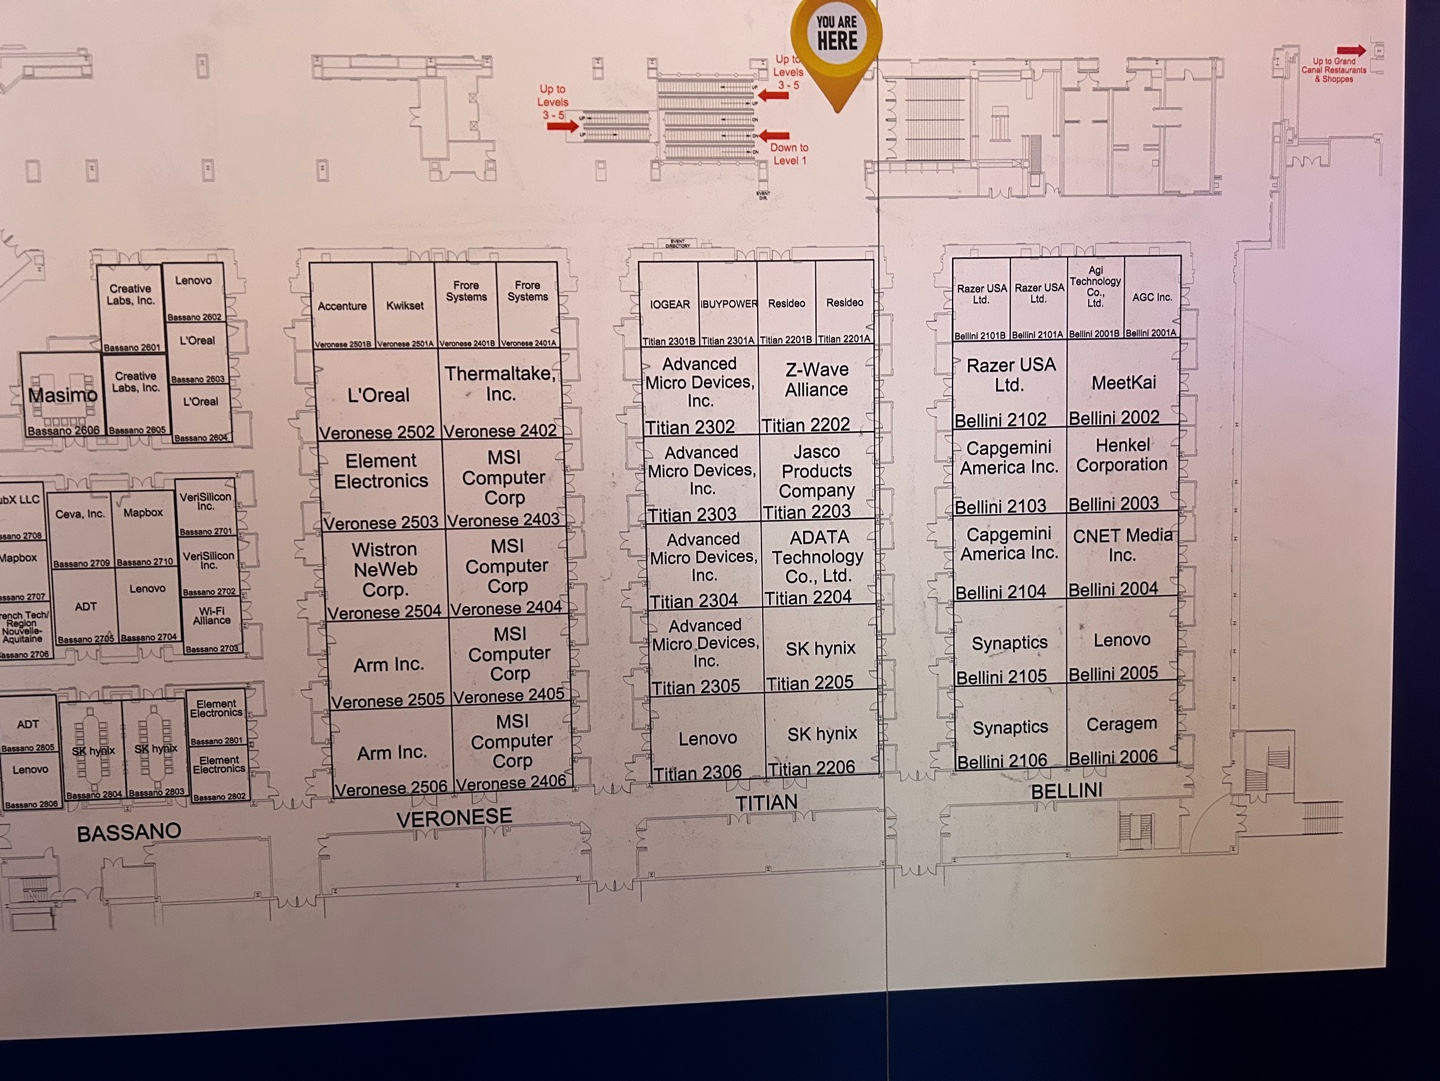 YOU ARE
HERE
Up to
Levels
3 - 5
Up to
Levels
3 - 5
Down to
Level 1
Up to Grand
Canal Restaurants
& Shoppes
EVENT
DIR.
EVENT
DIRECTORY
Creative
Labs, Inc.
Bassano 2601
Lenovo
Bassano 2602
L'Oreal
Bassano 2603
L'Oreal
Bassano 2604
Creative
Labs, Inc.
Bassano 2605
Masimo
Bassano 2606
ubX LLC
ssano 2708
Mapbox
ssano 2707
rench Tech/
Region
Nouvelle-
Aquitaine
assano 2706
Ceva, Inc.
Bassano 2709
Mapbox
Bassano 2710
VeriSilicon
Inc.
Bassano 2701
VeriSilicon
Inc.
Bassano 2702
ADT
Bassano 2705
Lenovo
Bassano 2704
Wi-Fi
Alliance
Bassano 2703
ADT
Bassano 2805
Lenovo
Bassano 2806
SK hynix
Bassano 2804
SK hynix
Bassano 2803
Element
Electronics
Bassano 2801
Element
Electronics
Bassano 2802
BASSANO
Accenture
Veronese 2501B
Kwikset
Veronese 2501A
Frore
Systems
Veronese 2401B
Frore
Systems
Veronese 2401A
L'Oreal
Veronese 2502
Thermaltake,
Inc.
Veronese 2402
Element
Electronics
Veronese 2503
MSI
Computer
Corp
Veronese 2403
Wistron
NeWeb
Corp.
Veronese 2504
MSI
Computer
Corp
Veronese 2404
Arm Inc.
Veronese 2505
MSI
Computer
Corp
Veronese 2405
Arm Inc.
Veronese 2506
MSI
Computer
Corp
Veronese 2406
VERONESE
IOGEAR
Titian 2301B
IBUYPOWER
Titian 2301A
Resideo
Titian 2201B
Resideo
Titian 2201A
Advanced
Micro Devices,
Inc.
Titian 2302
Z-Wave
Alliance
Titian 2202
Advanced
Micro Devices,
Inc.
Titian 2303
Jasco
Products
Company
Titian 2203
Advanced
Micro Devices,
Inc.
Titian 2304
ADATA
Technology
Co., Ltd.
Titian 2204
Advanced
Micro Devices,
Inc.
Titian 2305
SK hynix
Titian 2205
Lenovo
Titian 2306
SK hynix
Titian 2206
TITIAN
Razer USA
Ltd.
Bellini 2101B
Razer USA
Ltd.
Bellini 2101A
Agi
Technology
Co.,
Ltd.
Bellini 2001B
AGC Inc.
Bellini 2001A
Razer USA
Ltd.
Bellini 2102
MeetKai
Bellini 2002
Capgemini
America Inc.
Bellini 2103
Henkel
Corporation
Bellini 2003
Capgemini
America Inc.
Bellini 2104
CNET Media
Inc.
Bellini 2004
Synaptics
Bellini 2105
Lenovo
Bellini 2005
Synaptics
Bellini 2106
Ceragem
Bellini 2006
BELLINI